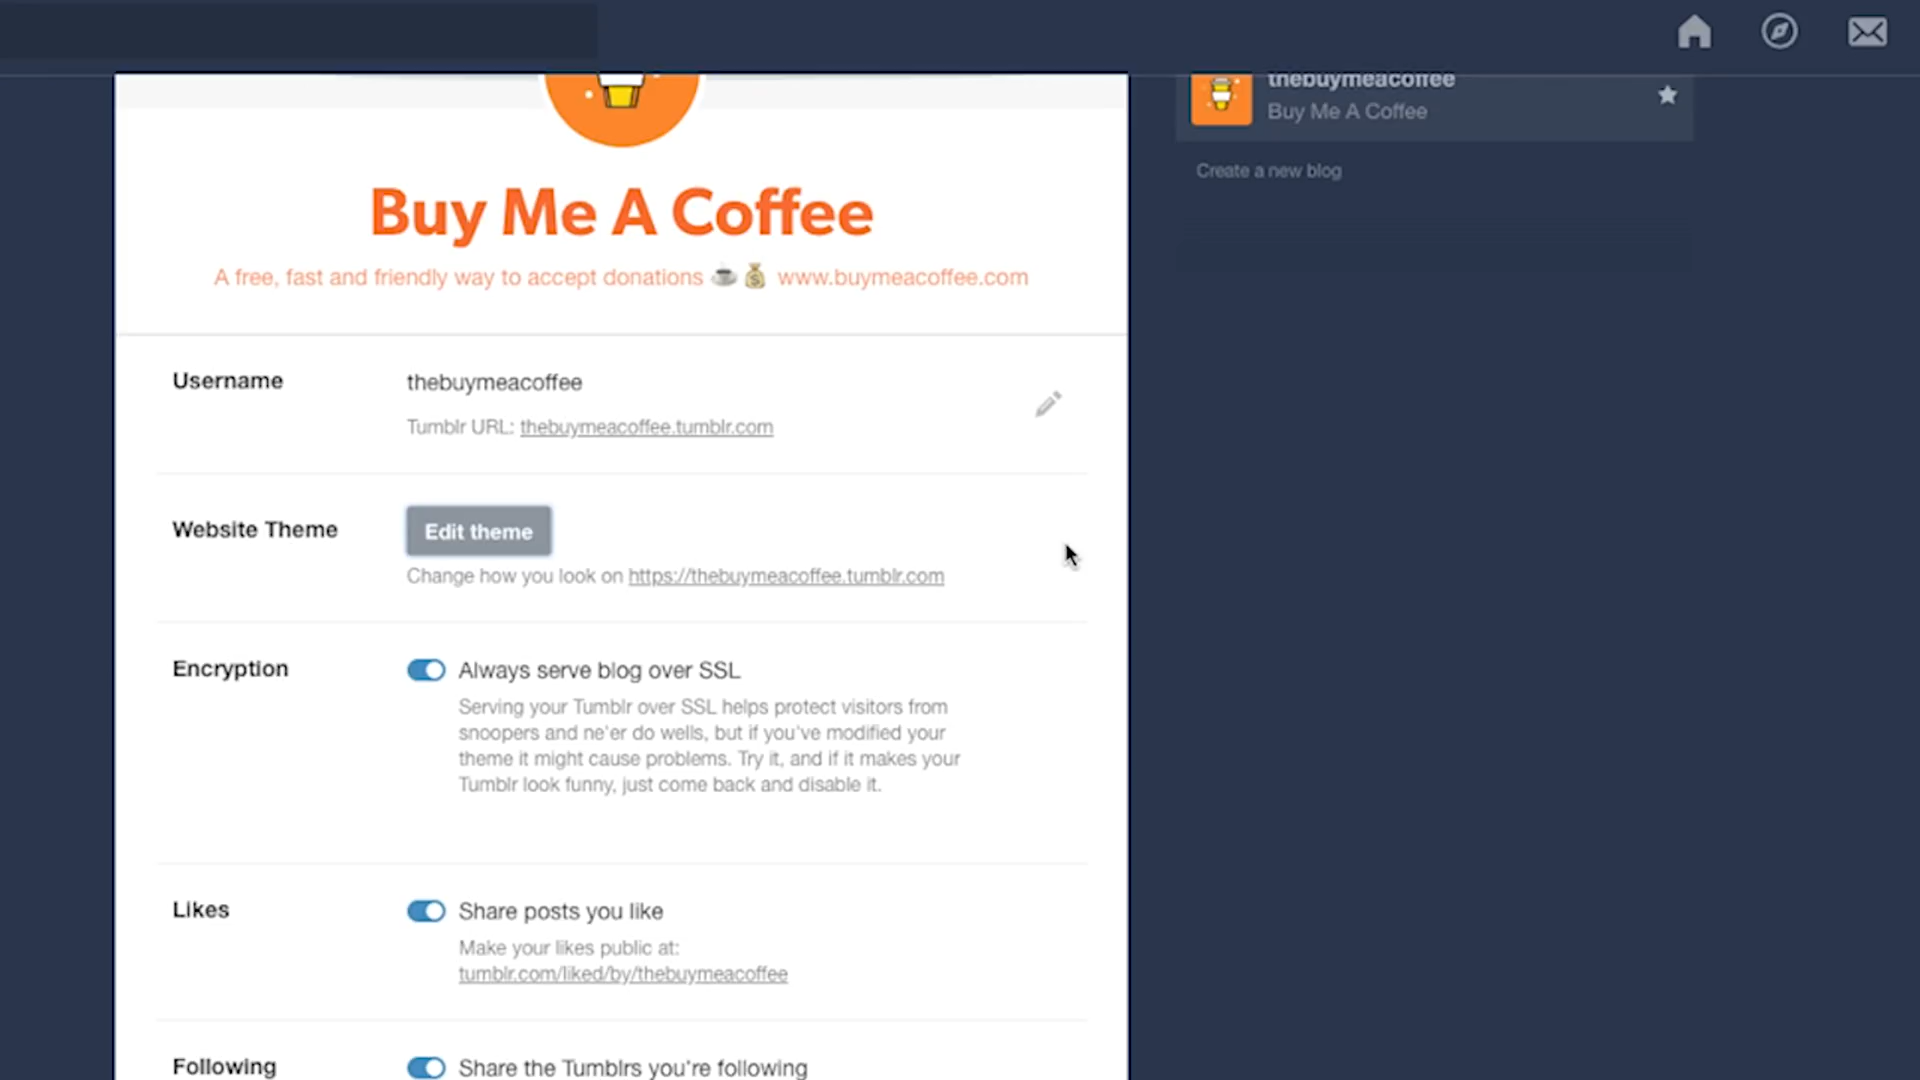 thebuymeacoffee
Buy Me A Coffee
Create a new blog
Buy Me A Coffee
A free, fast and friendly way to accept donations ☕💰 www.buymeacoffee.com
Username
thebuymeacoffee
Tumblr URL: thebuymeacoffee.tumblr.com
Website Theme
Edit theme
Change how you look on https://thebuymeacoffee.tumblr.com
Encryption
Always serve blog over SSL
Serving your Tumblr over SSL helps protect visitors from
snoopers and ne'er do wells, but if you've modified your
theme it might cause problems. Try it, and if it makes your
Tumblr look funny, just come back and disable it.
Likes
Share posts you like
Make your likes public at:
tumblr.com/liked/by/thebuymeacoffee
Following
Share the Tumblrs you're following